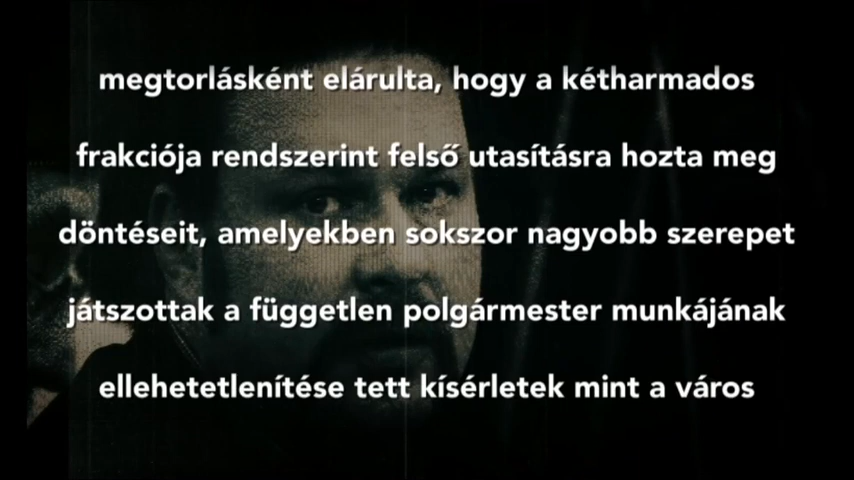 megtorlásként elárulta, hogy a kétharmados
frakciója rendszerint felső utasításra hozta meg
döntéseit, amelyekben sokszor nagyobb szerepet
játszottak a független polgármester munkájának
ellehetetlenítése tett kísérletek mint a város